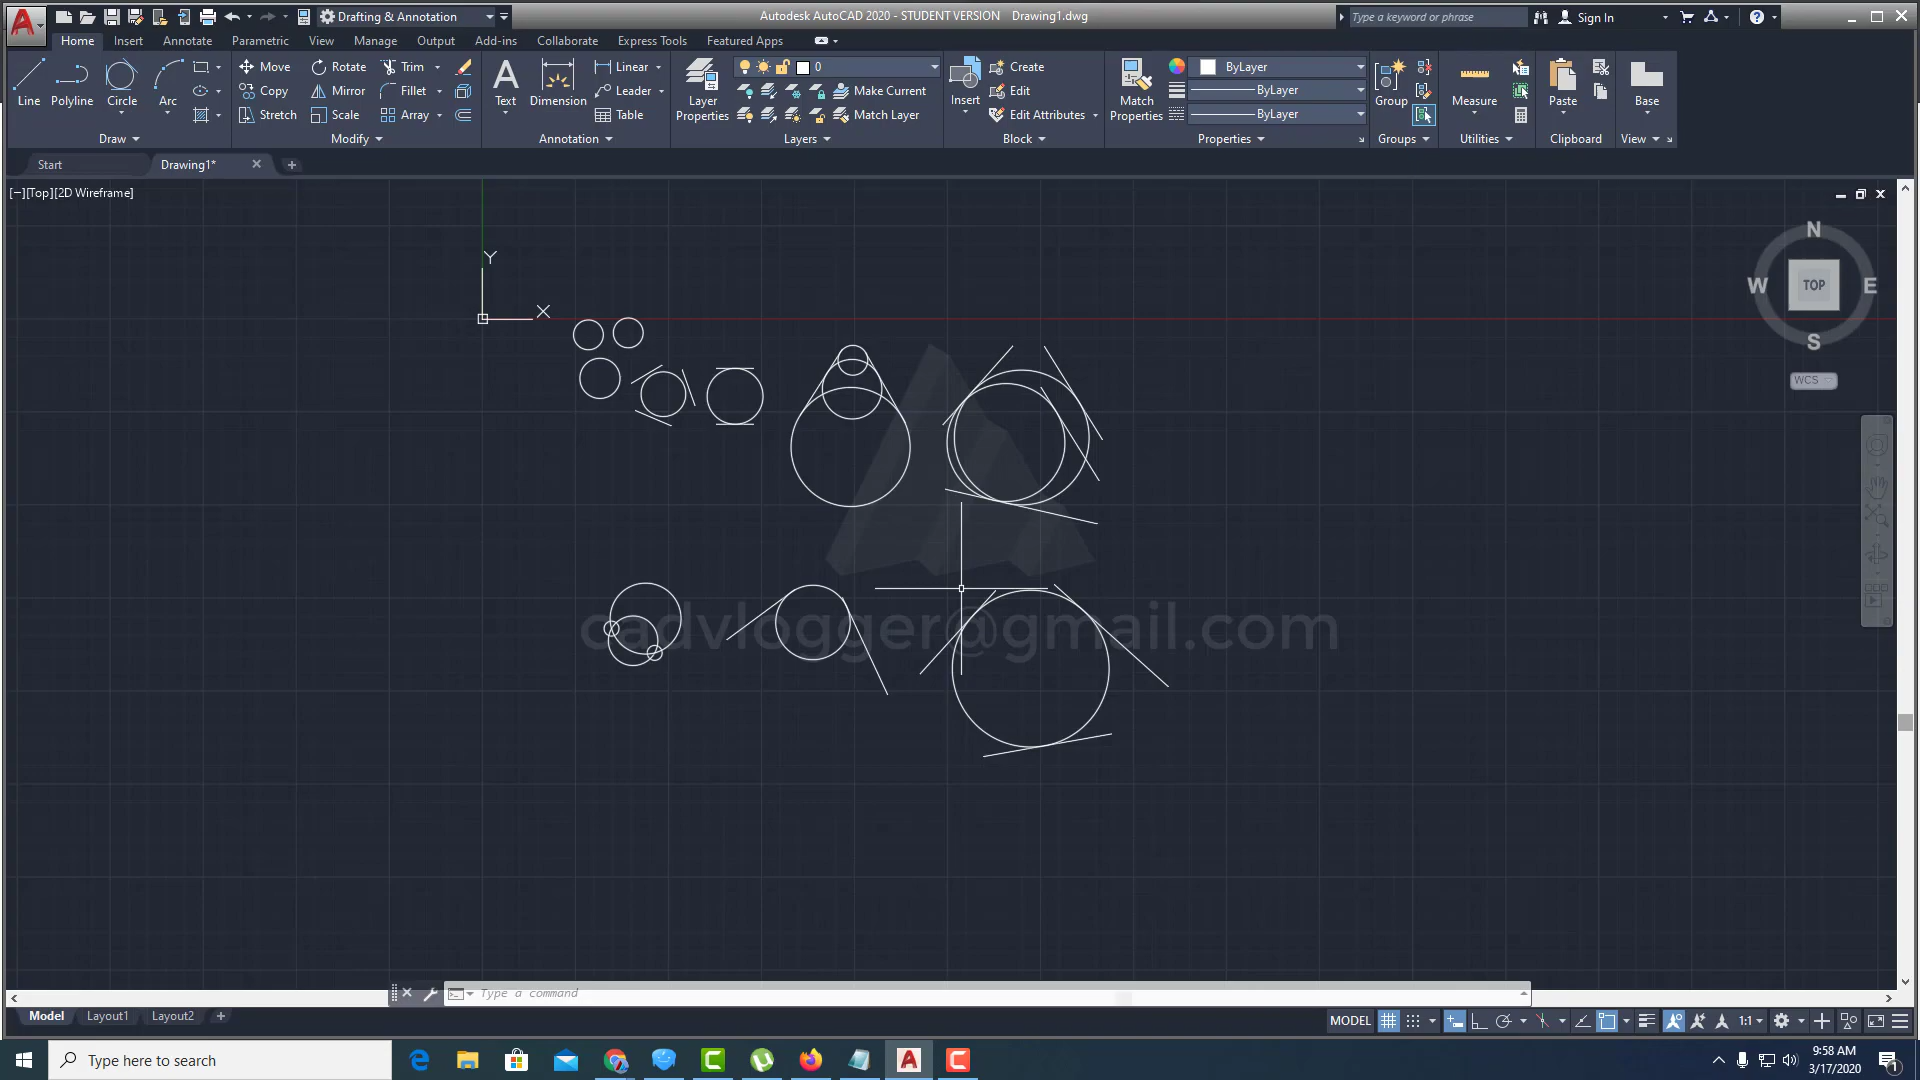 Drafting & Annotation
Autodesk AutoCAD 2020 - STUDENT VERSION Drawing1.dwg
Type a keyword or phrase
Sign In
Home Insert Annotate Parametric View Manage Output Add-ins Collaborate Express Tools Featured Apps
Move Rotate Trim Linear 0 Create ByLayer
Copy Mirror Fillet Leader Make Current Edit ByLayer
Line Polyline Circle Arc Text Dimension Layer Properties Insert Match Properties Group Measure Paste Base
Stretch Scale Array Table Match Layer Edit Attributes ByLayer
Draw Modify Annotation Layers Block Properties Groups Utilities Clipboard View
Start Drawing1*
[−][Top][2D Wireframe]
N
Y
W TOP E
X
S
WCS
cadvlogger@gmail.com
Type a command
Model Layout1 Layout2
MODEL 1:1
Type here to search
9:58 AM
3/17/2020
1